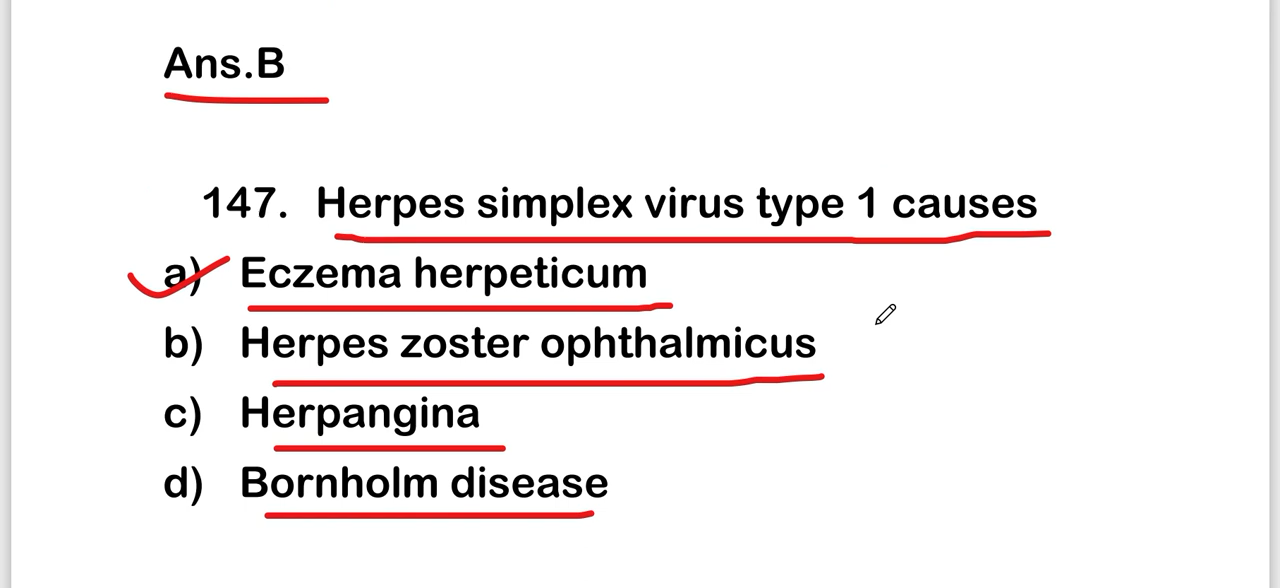 Ans.B
147. Herpes simplex virus type 1 causes
a) Eczema herpeticum
b) Herpes zoster ophthalmicus
c) Herpangina
d) Bornholm disease